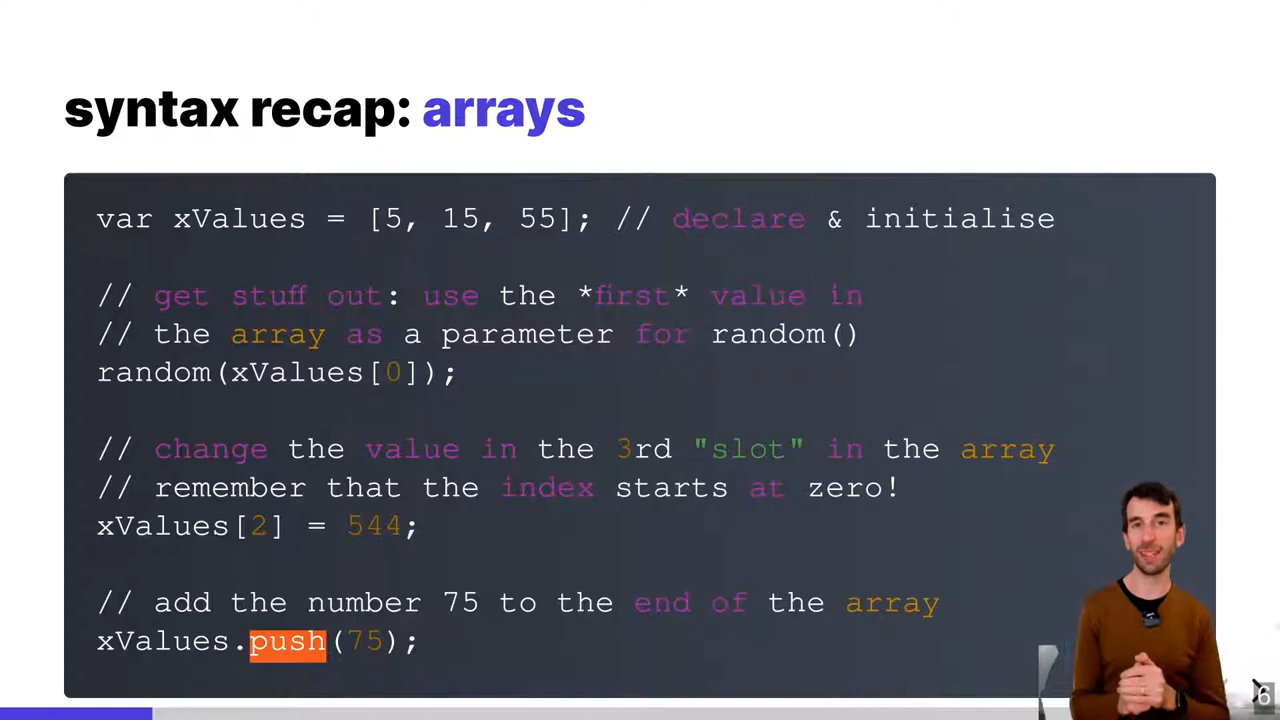 syntax recap: arrays
var xValues = [5, 15, 55]; // declare & initialise
// get stuff out: use the *first* value in
// the array as a parameter for random()
random(xValues[0]);
// change the value in the 3rd "slot" in the array
// remember that the index starts at zero!
xValues[2] = 544;
// add the number 75 to the end of the array
xValues.push(75);
6